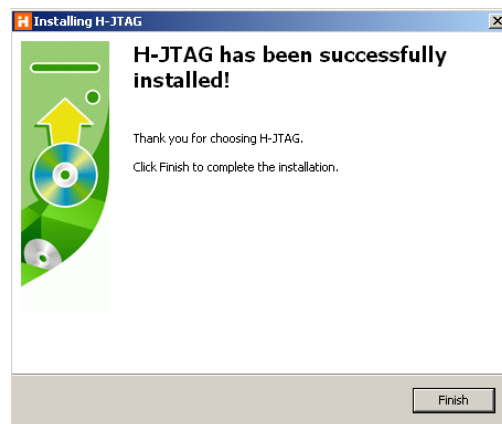 H Installing H-JTAG
H-JTAG has been successfully
installed!
Thank you for choosing H-JTAG.
Click Finish to complete the installation.
Finish